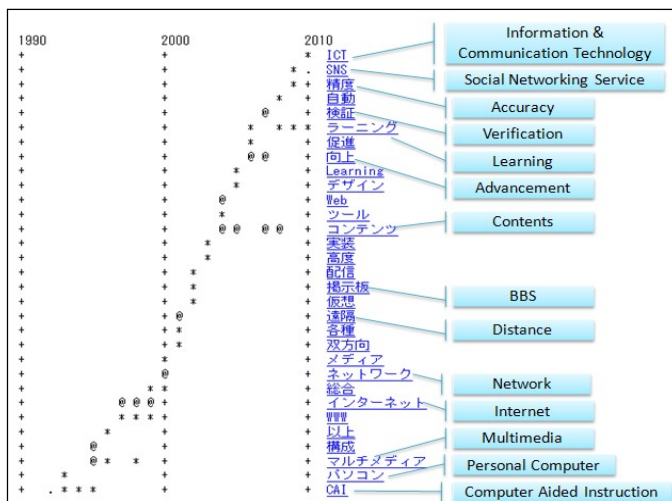 1990 2000 2010
+ + * ICT
+ + * . SNS
+ + * + 精度
+ + * + 自動
+ + @ + 検証
+ + * * * * ラーニング
+ + * + 促進
+ + @ @ + 向上
+ + * + Learning
+ + * + デザイン
+ + @ + Web
+ + * + ツール
+ + @ @ @ @ + コンテンツ
+ + * + 実装
+ + * + 高度
+ + * + 配信
+ + * + 掲示板
+ + * + 仮想
+ + @ + 遠隔
+ + * + 各種
+ + * + 双方向
+ * + メディア
+ @ + ネットワーク
+ * * + 総合
+ @ @ @ + + インターネット
+ * * * + + WWW
+ * + + 以上
+ @ + + 構成
+ @ * * + + マルチメディア
+ * + + パソコン
+ . * * * + + CAI
Information &
Communication Technology
Social Networking Service
Accuracy
Verification
Learning
Advancement
Contents
BBS
Distance
Network
Internet
Multimedia
Personal Computer
Computer Aided Instruction